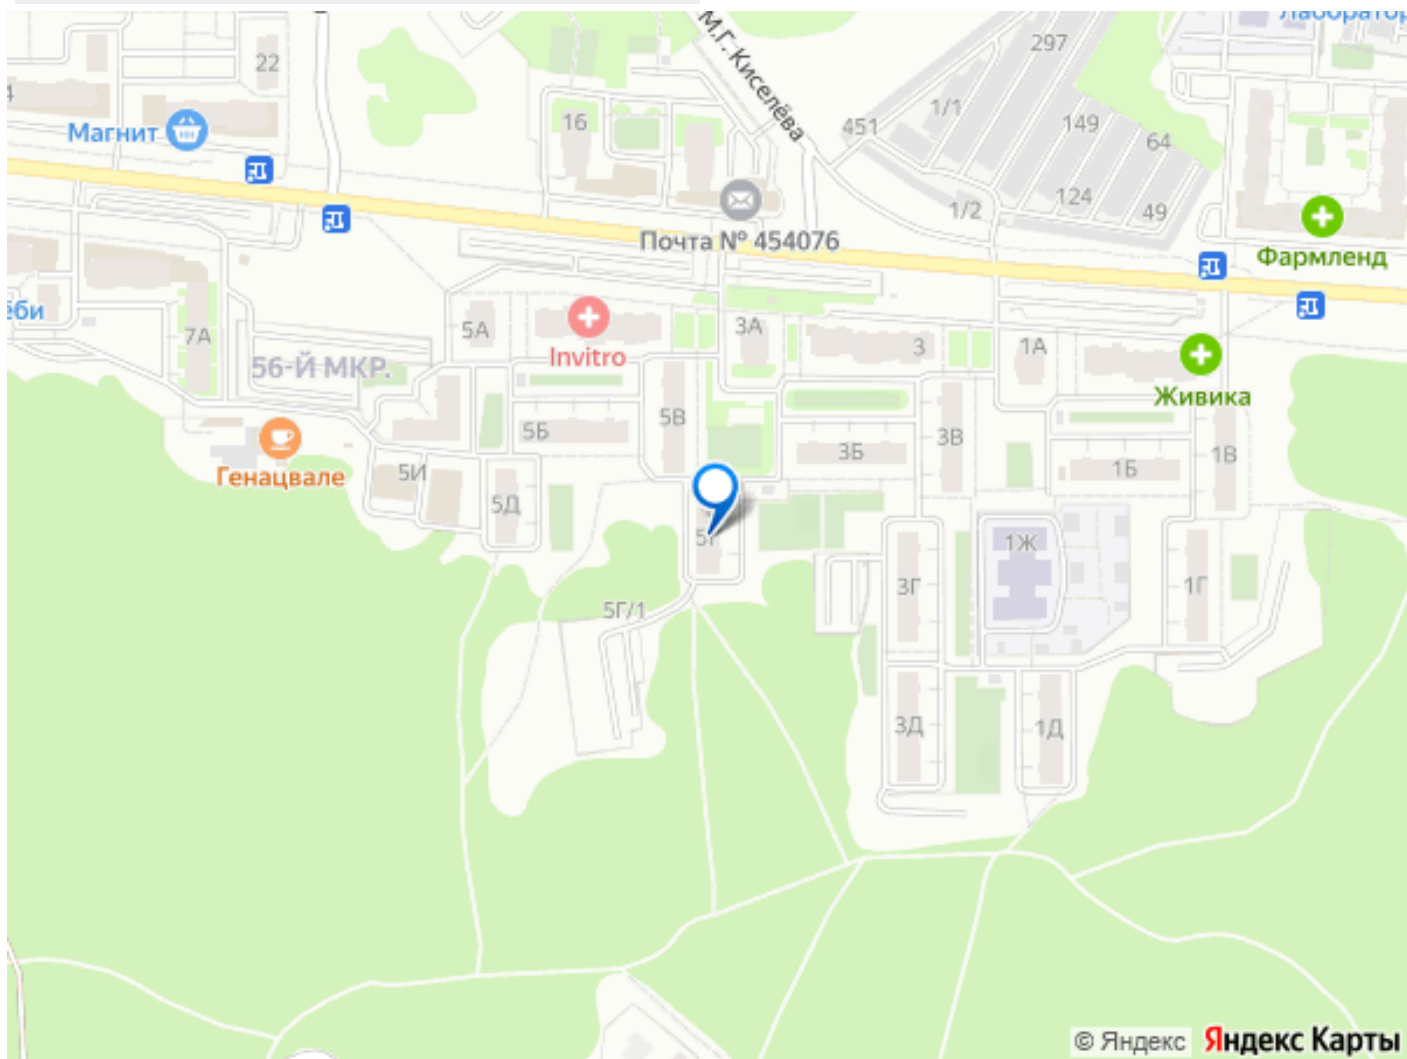 М.Г. Киселёва
297
22
1/1
149
16
451
64
Магнит
124
1/2
49
Почта № 454076
Фармленд
7А
5А
3А
3
1А
Invitro
56-Й МКР.
Живика
5В
5Б
3В
3Б
1В
1Б
Генацвале
5И
5Д
5Г
1Ж
3Г
1Г
5Г/1
3Д
1Д
© Яндекс Яндекс Карты